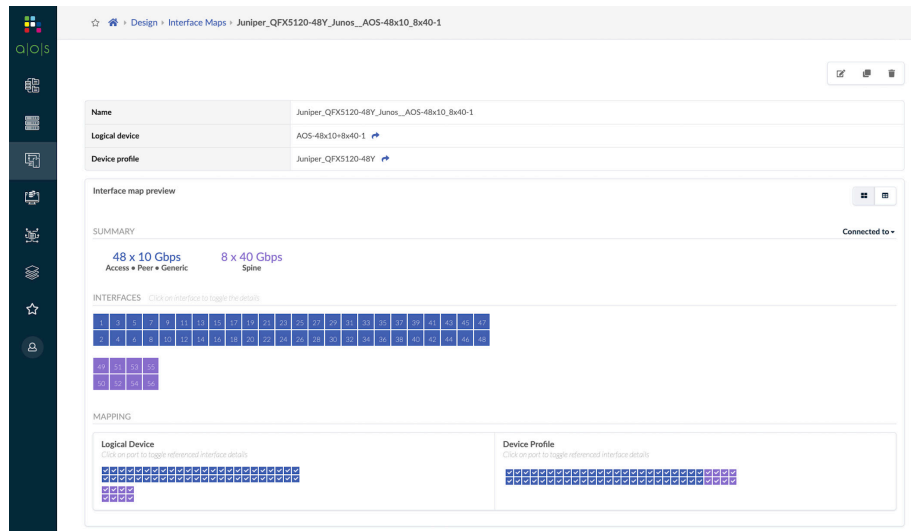 a|o|s
Design
Interface Maps
Juniper_QFX5120-48Y_Junos__AOS-48x10_8x40-1
Name Juniper_QFX5120-48Y_Junos__AOS-48x10_8x40-1
Logical device AOS-48x10+8x40-1
Device profile Juniper_QFX5120-48Y
Interface map preview
SUMMARY Connected to
48 x 10 Gbps 8 x 40 Gbps
Access • Peer • Generic Spine
INTERFACES Click on interface to toggle the details
1 3 5 7 9 11 13 15 17 19 21 23 25 27 29 31 33 35 37 39 41 43 45 47
2 4 6 8 10 12 14 16 18 20 22 24 26 28 30 32 34 36 38 40 42 44 46 48
49 51 53 55
50 52 54 56
MAPPING
Logical Device Device Profile
Click on port to toggle referenced interface details Click on port to toggle referenced interface details